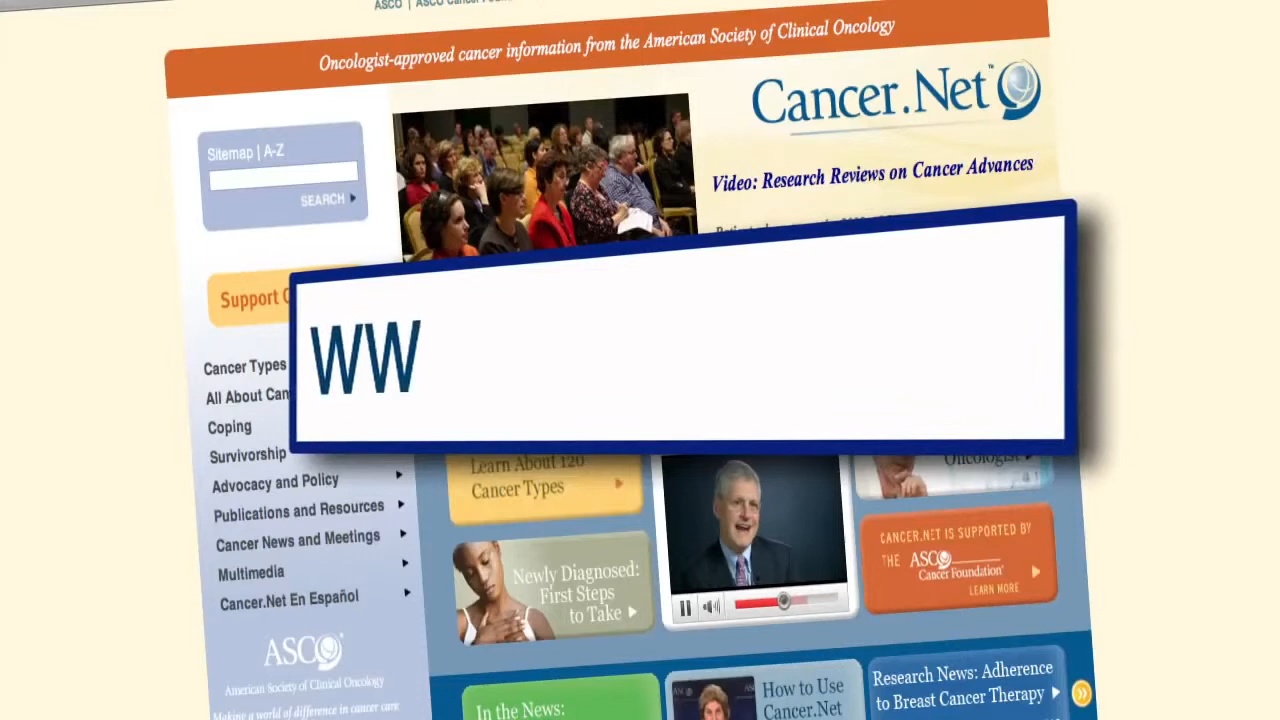 ASCO | ASCO Cancer
Oncologist-approved cancer information from the American Society of Clinical Oncology
Cancer.Net™
Sitemap | A-Z
SEARCH
Video: Research Reviews on Cancer Advances
Support
WW
Cancer Types
All About Can
Coping
Survivorship
Advocacy and Policy
Publications and Resources
Cancer News and Meetings
Multimedia
Cancer.Net En Español
ASCO®
American Society of Clinical Oncology
Making a world of difference in cancer care
Learn About 120
Cancer Types
Newly Diagnosed:
First Steps
to Take
Oncologist
CANCER.NET IS SUPPORTED BY
THE ASCO
Cancer Foundation®
LEARN MORE
In the News:
ASCO
How to Use
Cancer.Net
Research News: Adherence
to Breast Cancer Therapy